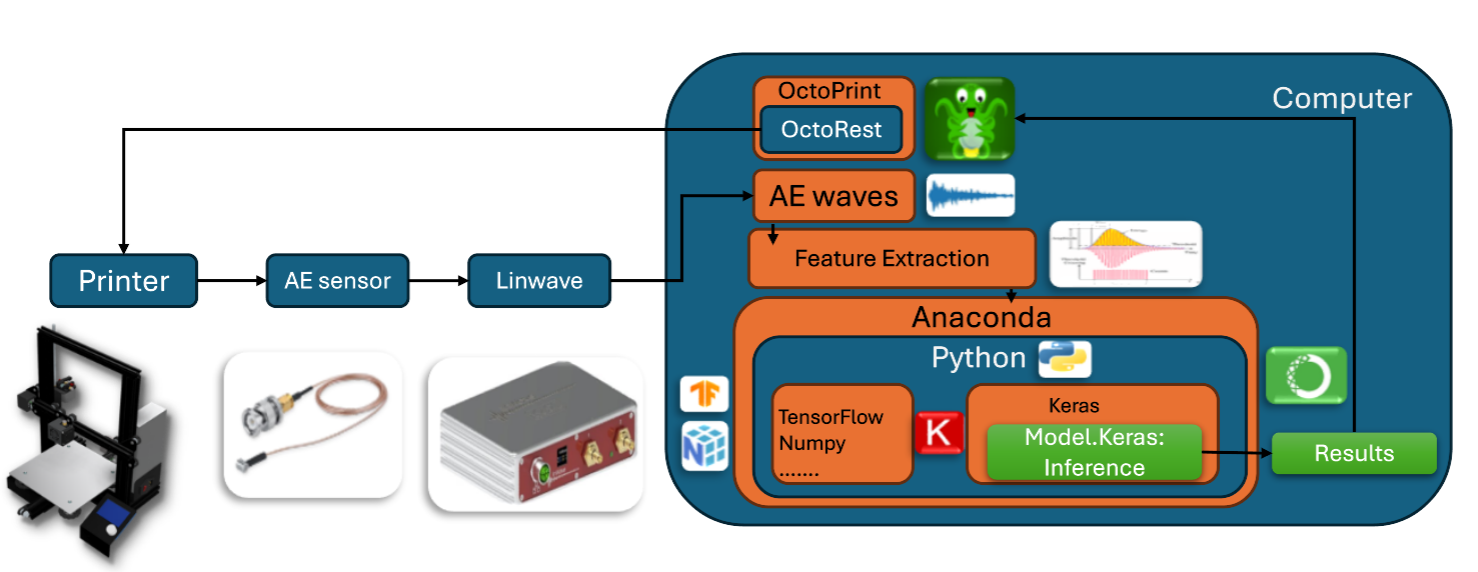 Computer
OctoPrint
OctoRest
AE waves
Feature Extraction
Printer
AE sensor
Linwave
Anaconda
Python
TensorFlow
Numpy
.......
K
Keras
Model.Keras:
Inference
Results